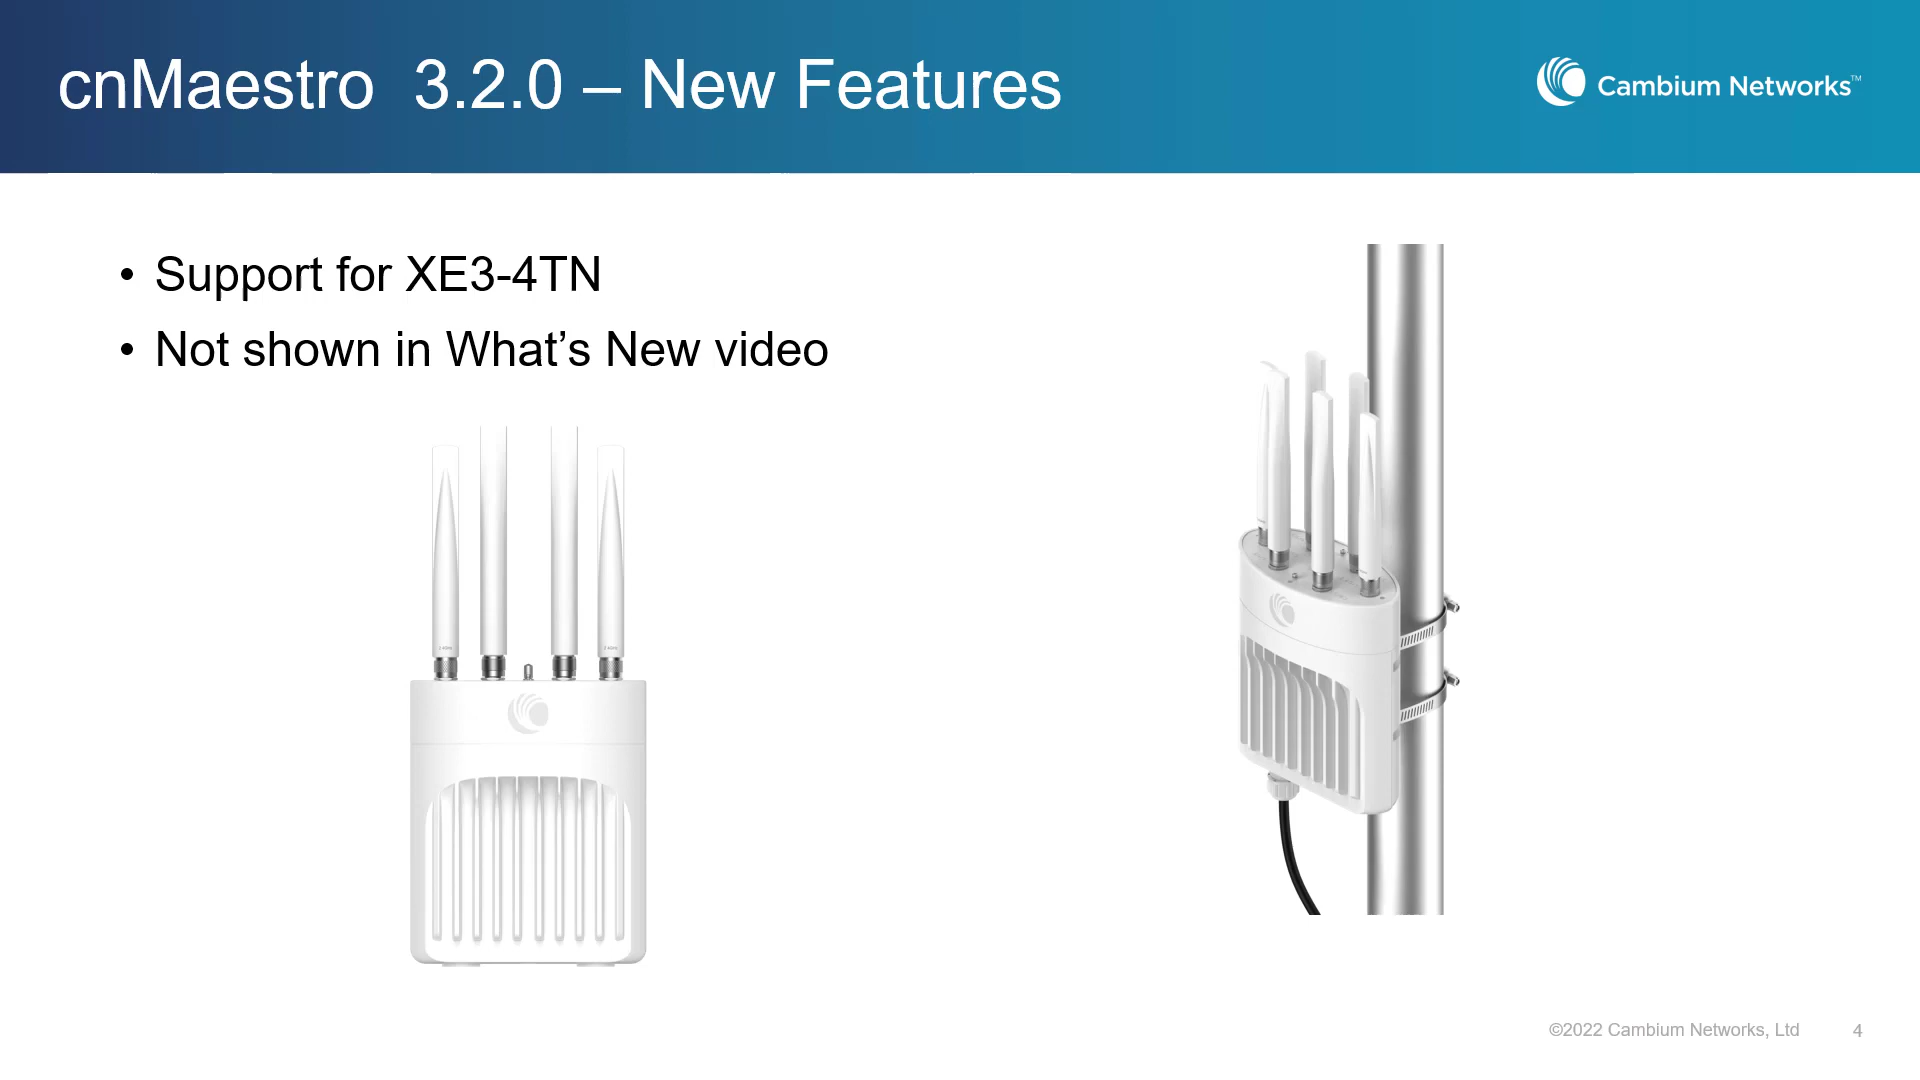 cnMaestro 3.2.0 – New Features
Cambium Networks™
• Support for XE3-4TN
• Not shown in What’s New video
©2022 Cambium Networks, Ltd
4